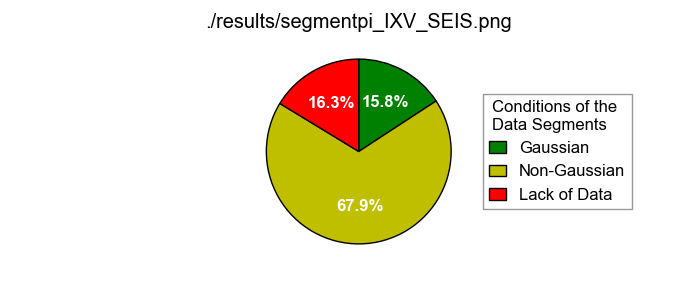 ./results/segmentpi_IXV_SEIS.png
16.3%
15.8%
67.9%
Conditions of the
Data Segments
Gaussian
Non-Gaussian
Lack of Data